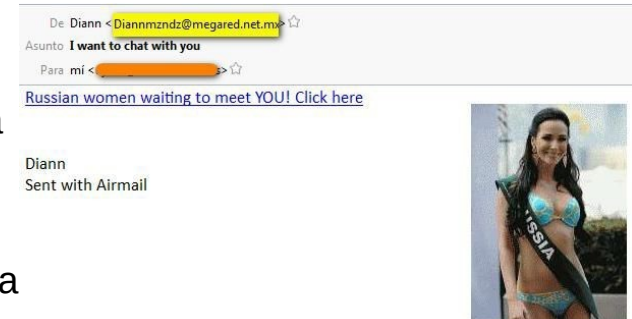 De Diann <Diannmzndz@megared.net.mx>
Asunto I want to chat with you
Para mí <
Russian women waiting to meet YOU! Click here
a
Diann
Sent with Airmail
RUSSIA
a